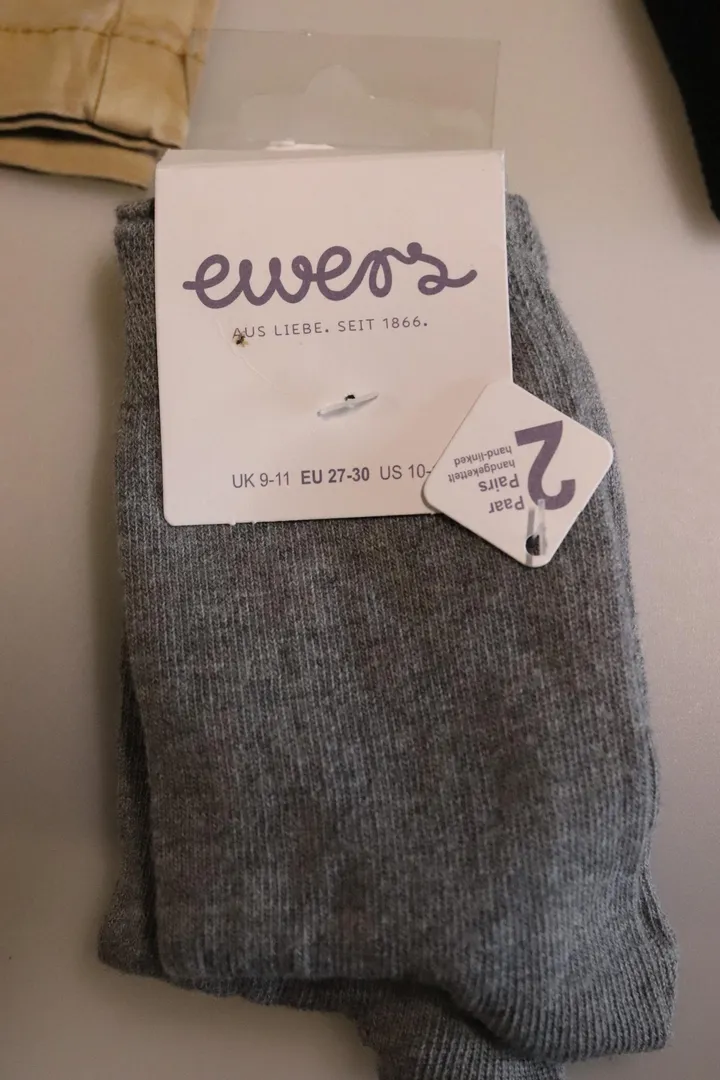 ewers
AUS LIEBE. SEIT 1866.
UK 9-11 EU 27-30 US 10-
2
Paar
Pairs
handgekettelt
hand-linked